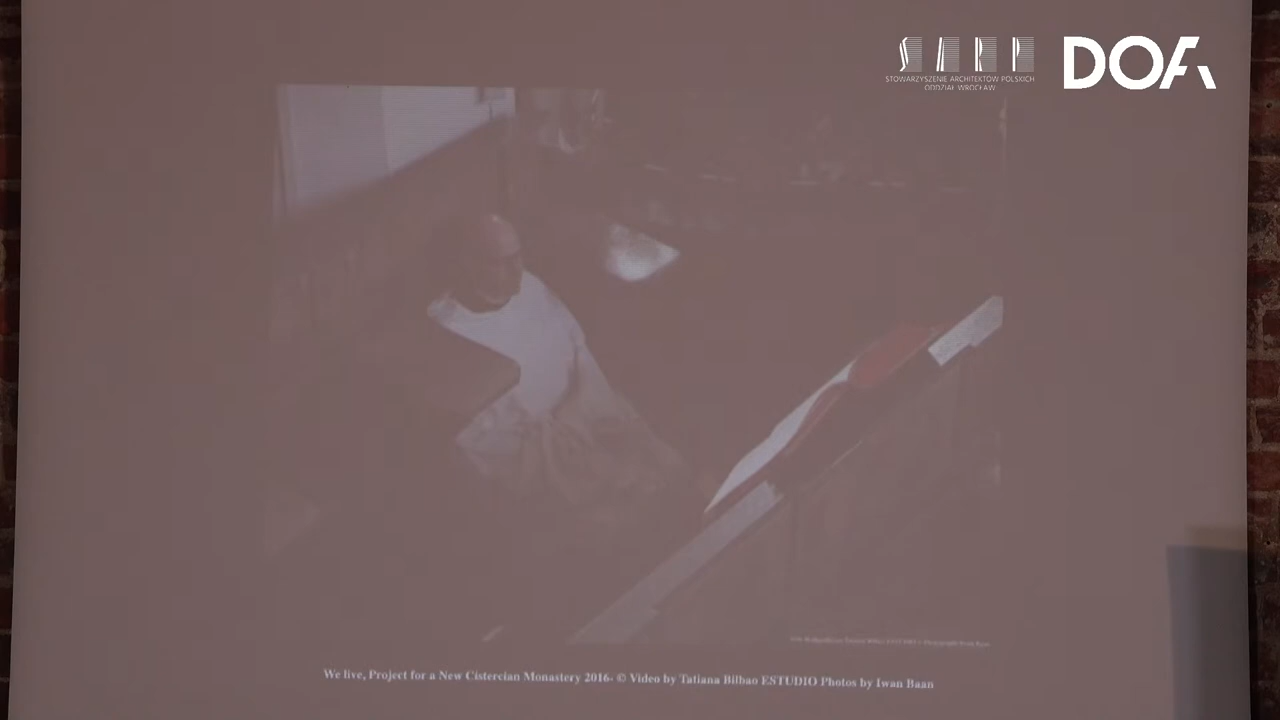 SARP
STOWARZYSZENIE ARCHITEKTÓW POLSKICH
ODDZIAŁ WROCŁAW
DOFA
We live, Project for a New Cistercian Monastery 2016- © Video by Tatiana Bilbao ESTUDIO Photos by Iwan Baan